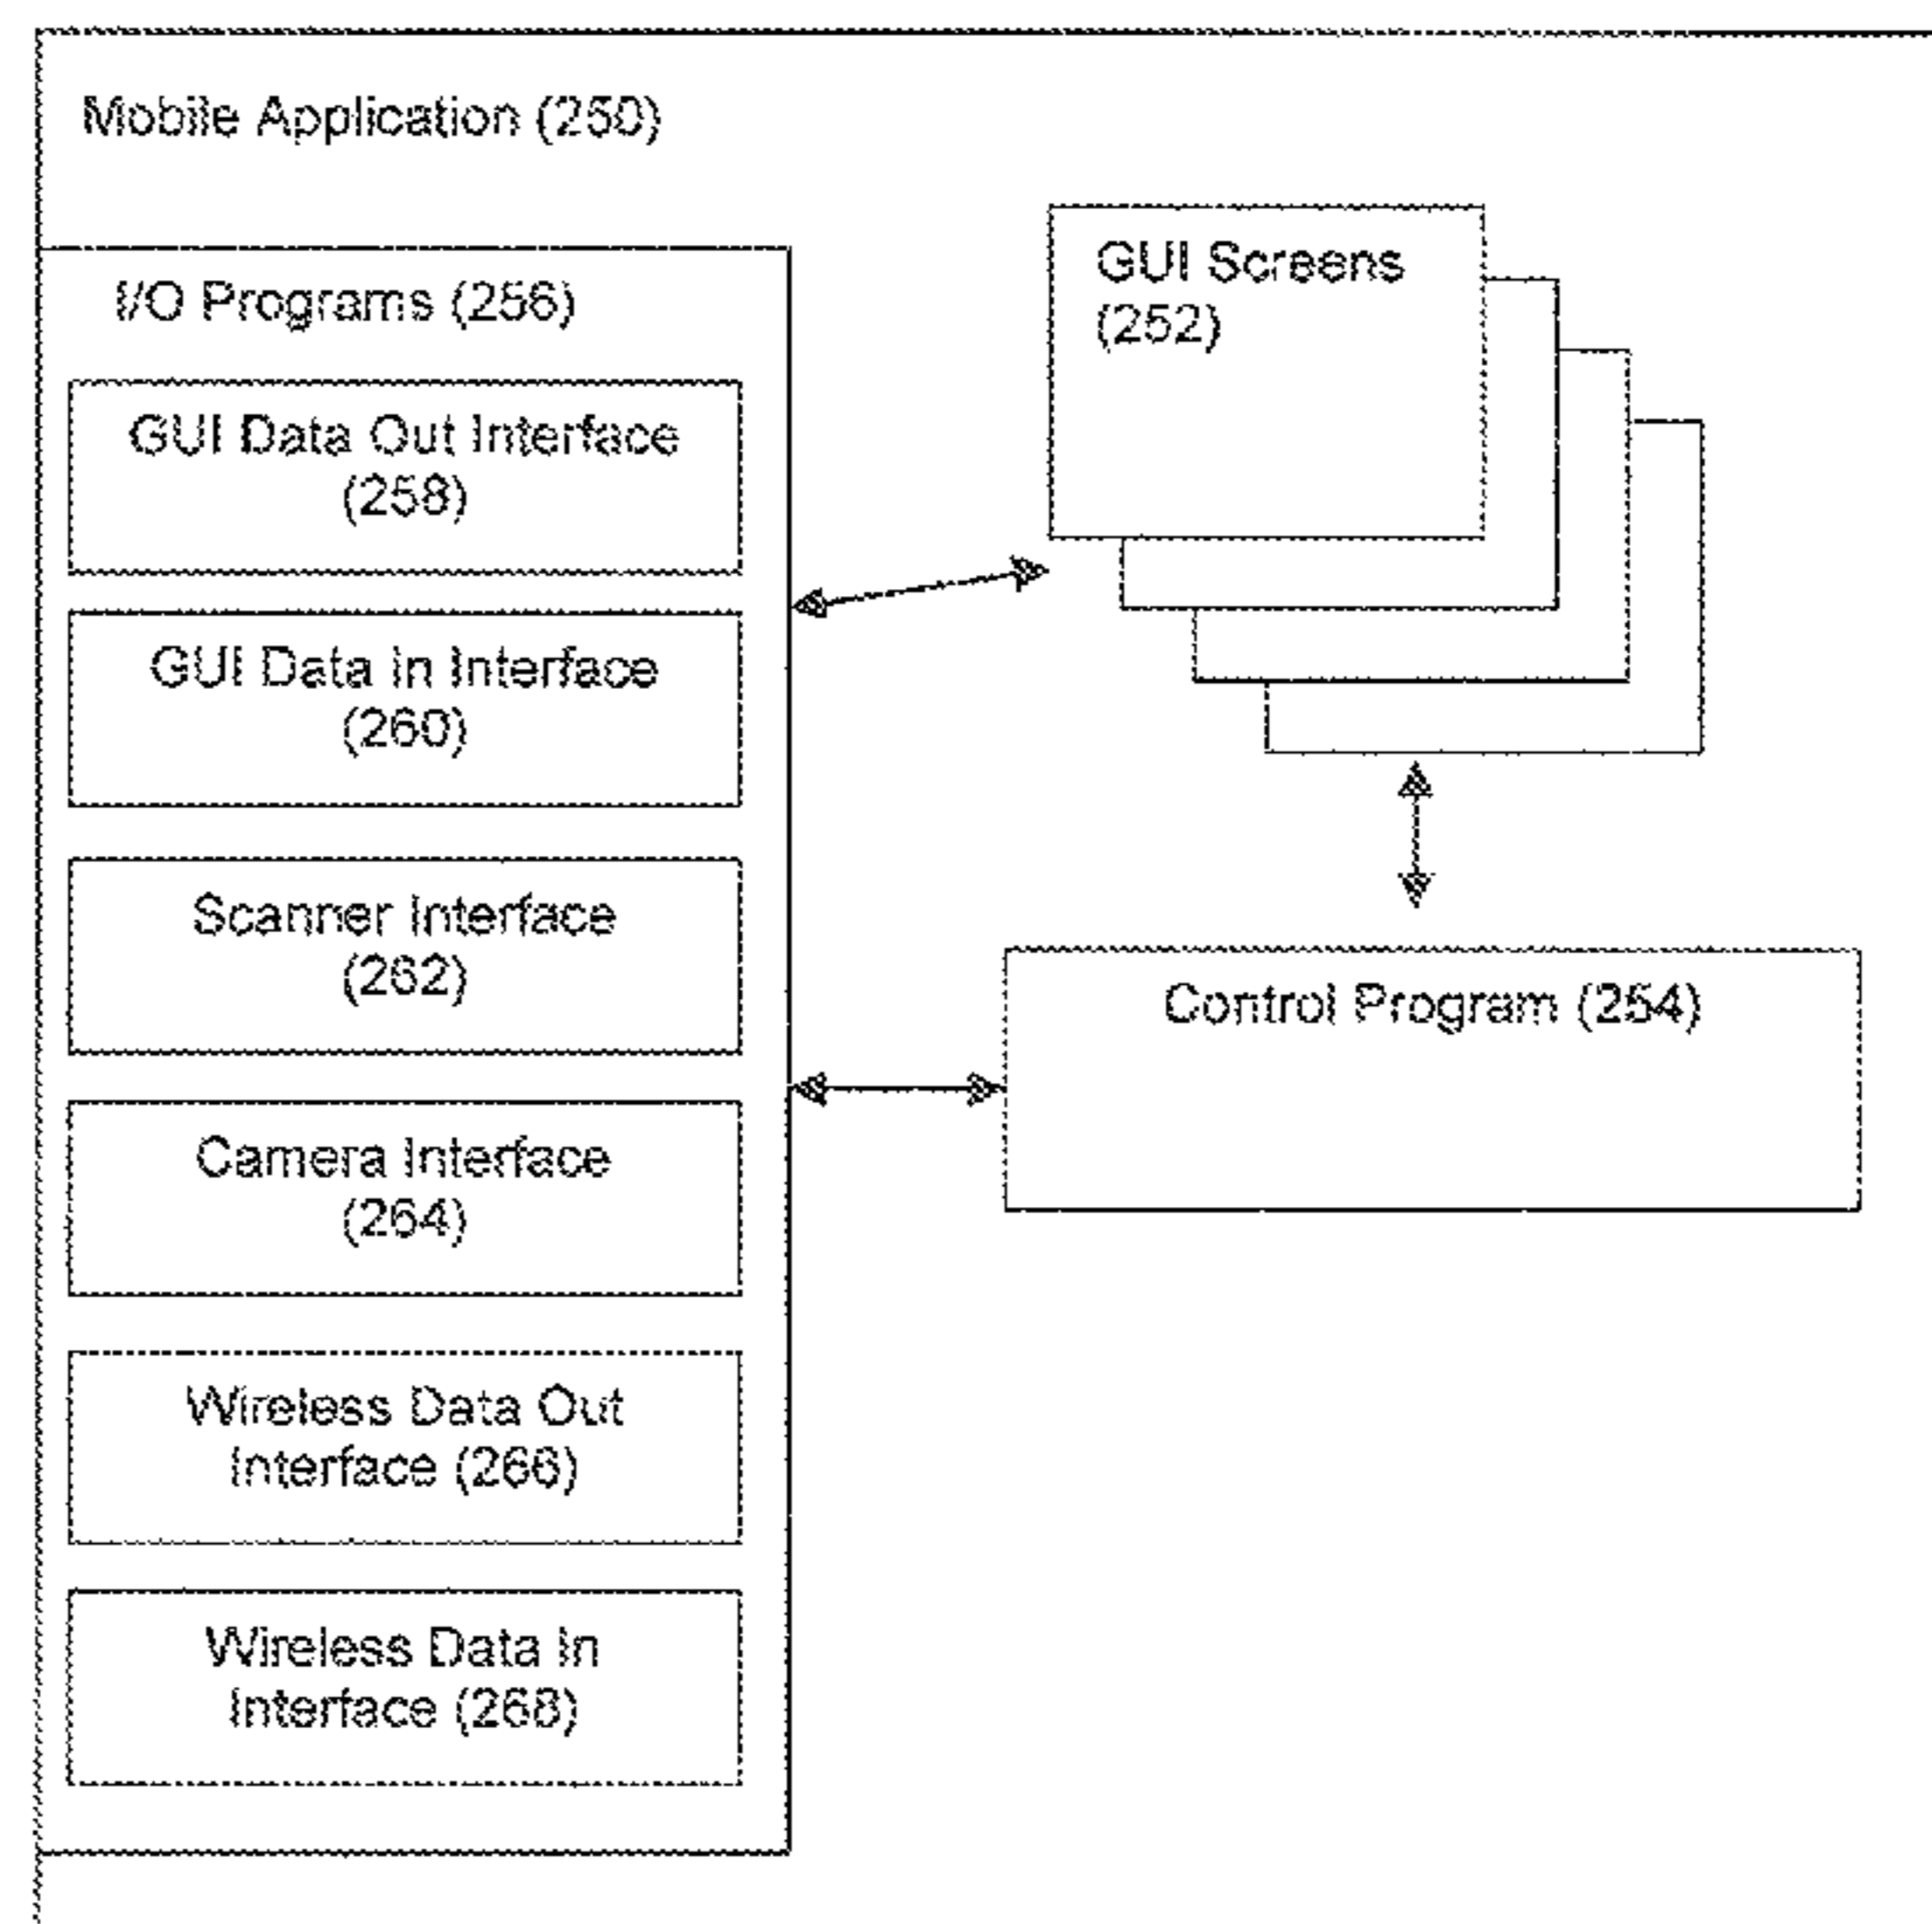 Mobile Application (250)
I/O Programs (256)
GUI Data Out Interface
(258)
GUI Data In Interface
(260)
Scanner Interface
(262)
Camera Interface
(264)
Wireless Data Out
Interface (266)
Wireless Data In
Interface (268)
GUI Screens
(252)
Control Program (254)